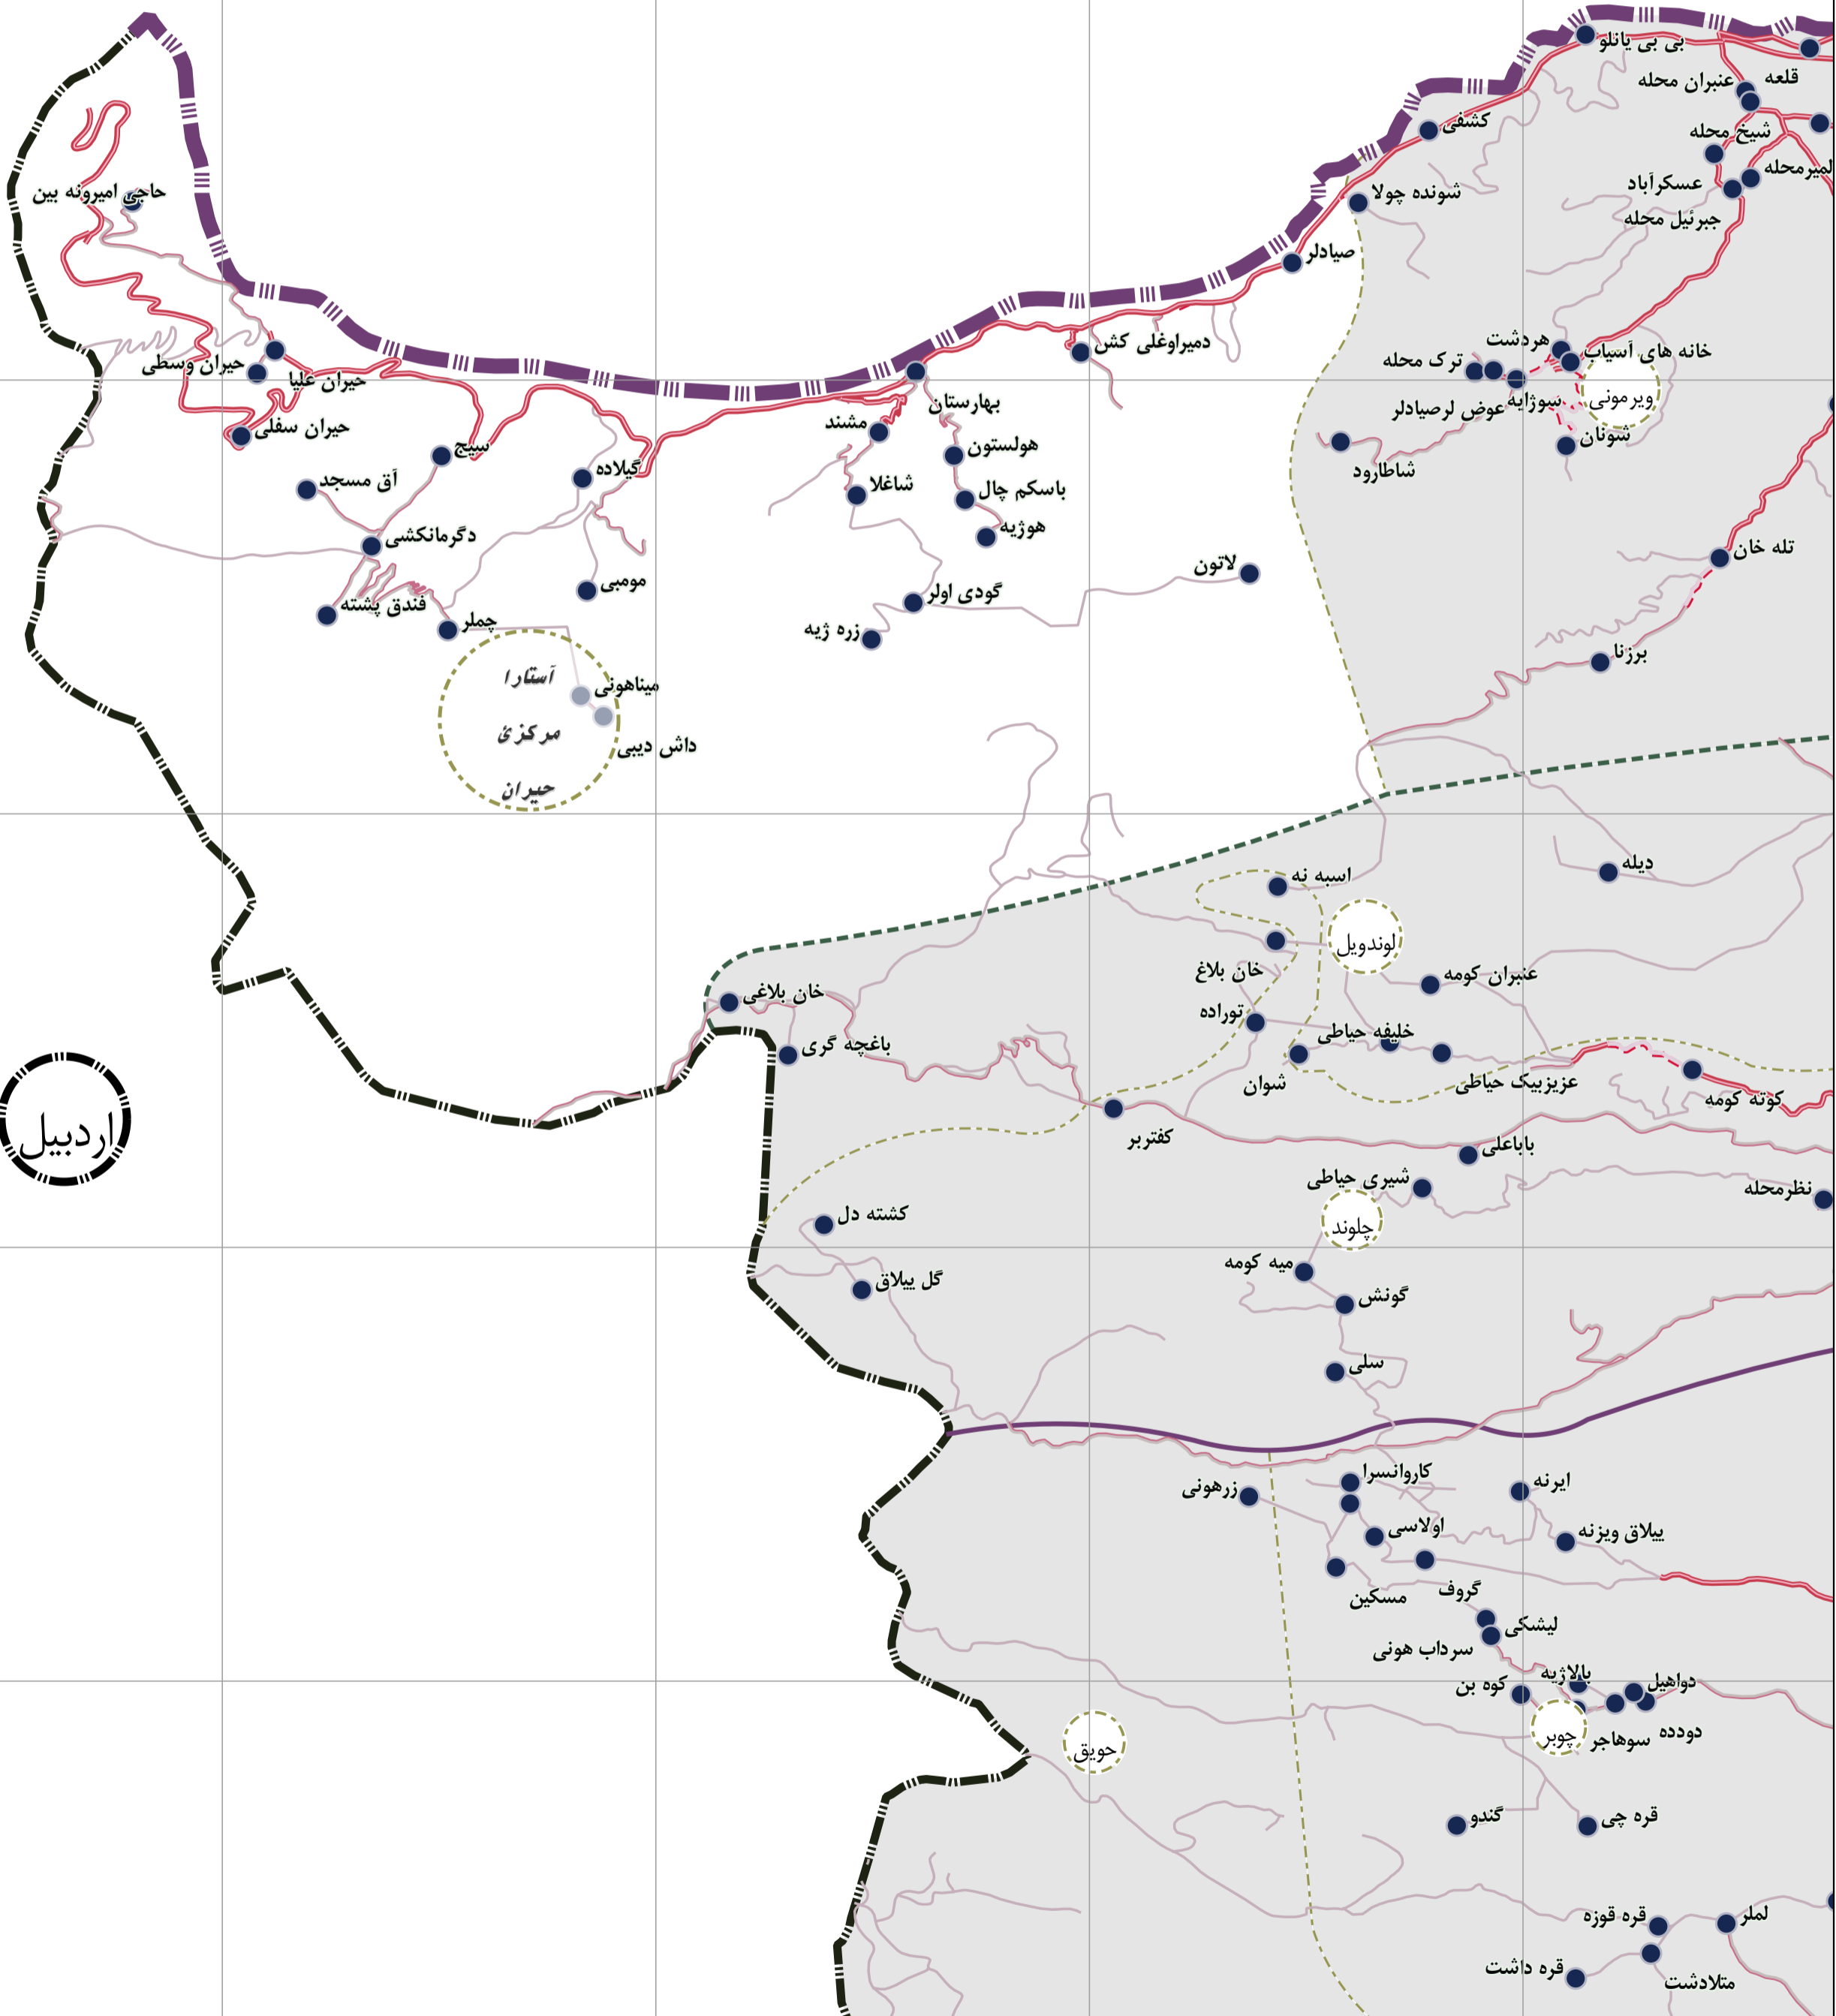 بی بی یانلو
قلعه
عنبران محله
کشفی
شیخ محله
لمیرمحله
عسکرآباد
شونده چولا
حاجی امیرونه بین
جبرئیل محله
صیادلر
هردشت
دمیراوغلی کش
خانه های آسیاب
ترک محله
حیران وسطی
حیران علیا
ویرمونی
سوژایه
عوض لرصیادلر
بهارستان
مشند
حیران سفلی
شونان
هولستون
سیج
شاطارود
گیلاده
آق مسجد
شاغلا
باسکم چال
هوژیه
دگرمانکشی
تله خان
لاتون
مومبی
گودی اولر
فندق پشته
چملر
زره ژیه
برزنا
آستارا
میناهونی
مرکزئ
داش دیبی
حیران
دیله
اسبه نه
لوندویل
خان بلاغ
عنبران کومه
خان بلاغی
توراده
خلیفه حیاطی
باغچه گری
شوان
عزیزبیک حیاطی
کوته کومه
اردبیل
کفتربر
باباعلی
شیری حیاطی
نظرمحله
کشته دل
چلوند
میه کومه
گل ییلاق
گونش
سلی
کاروانسرا
ایرنه
زرهونی
اولاسی
ییلاق ویزنه
گروف
مسکین
لیشکی
سرداب هونی
بالاژیه
دواهیل
کوه بن
چوبر
سوهاجر
دودده
حویق
گندو
قره چی
قره قوزه
لملر
قره داشت
متلادشت